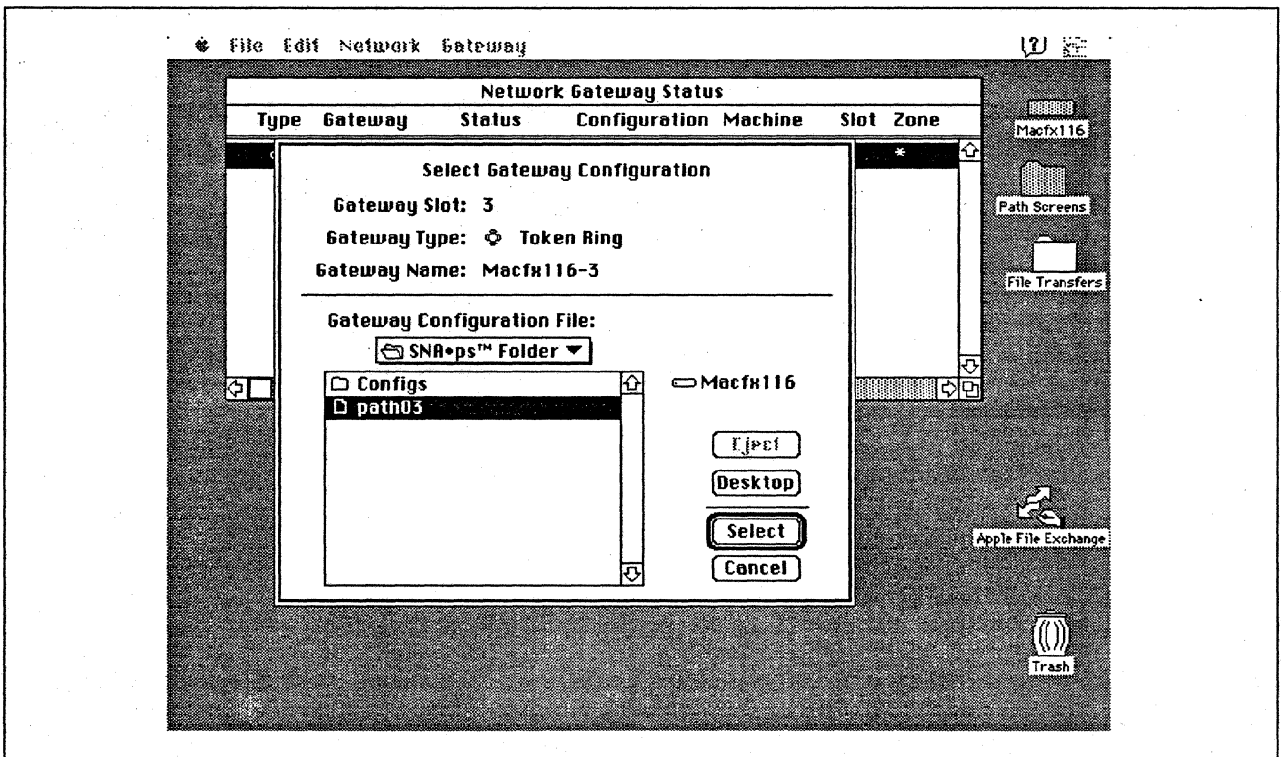 File Edit Network Gateway
Network Gateway Status
Type Gateway Status Configuration Machine Slot Zone
*
Select Gateway Configuration
Gateway Slot: 3
Gateway Type: Token Ring
Gateway Name: Macfx116-3
Gateway Configuration File:
SNA•ps™ Folder
Configs
path03
Macfx116
Eject
Desktop
Select
Cancel
Macfx116
Path Screens
File Transfers
Apple File Exchange
Trash